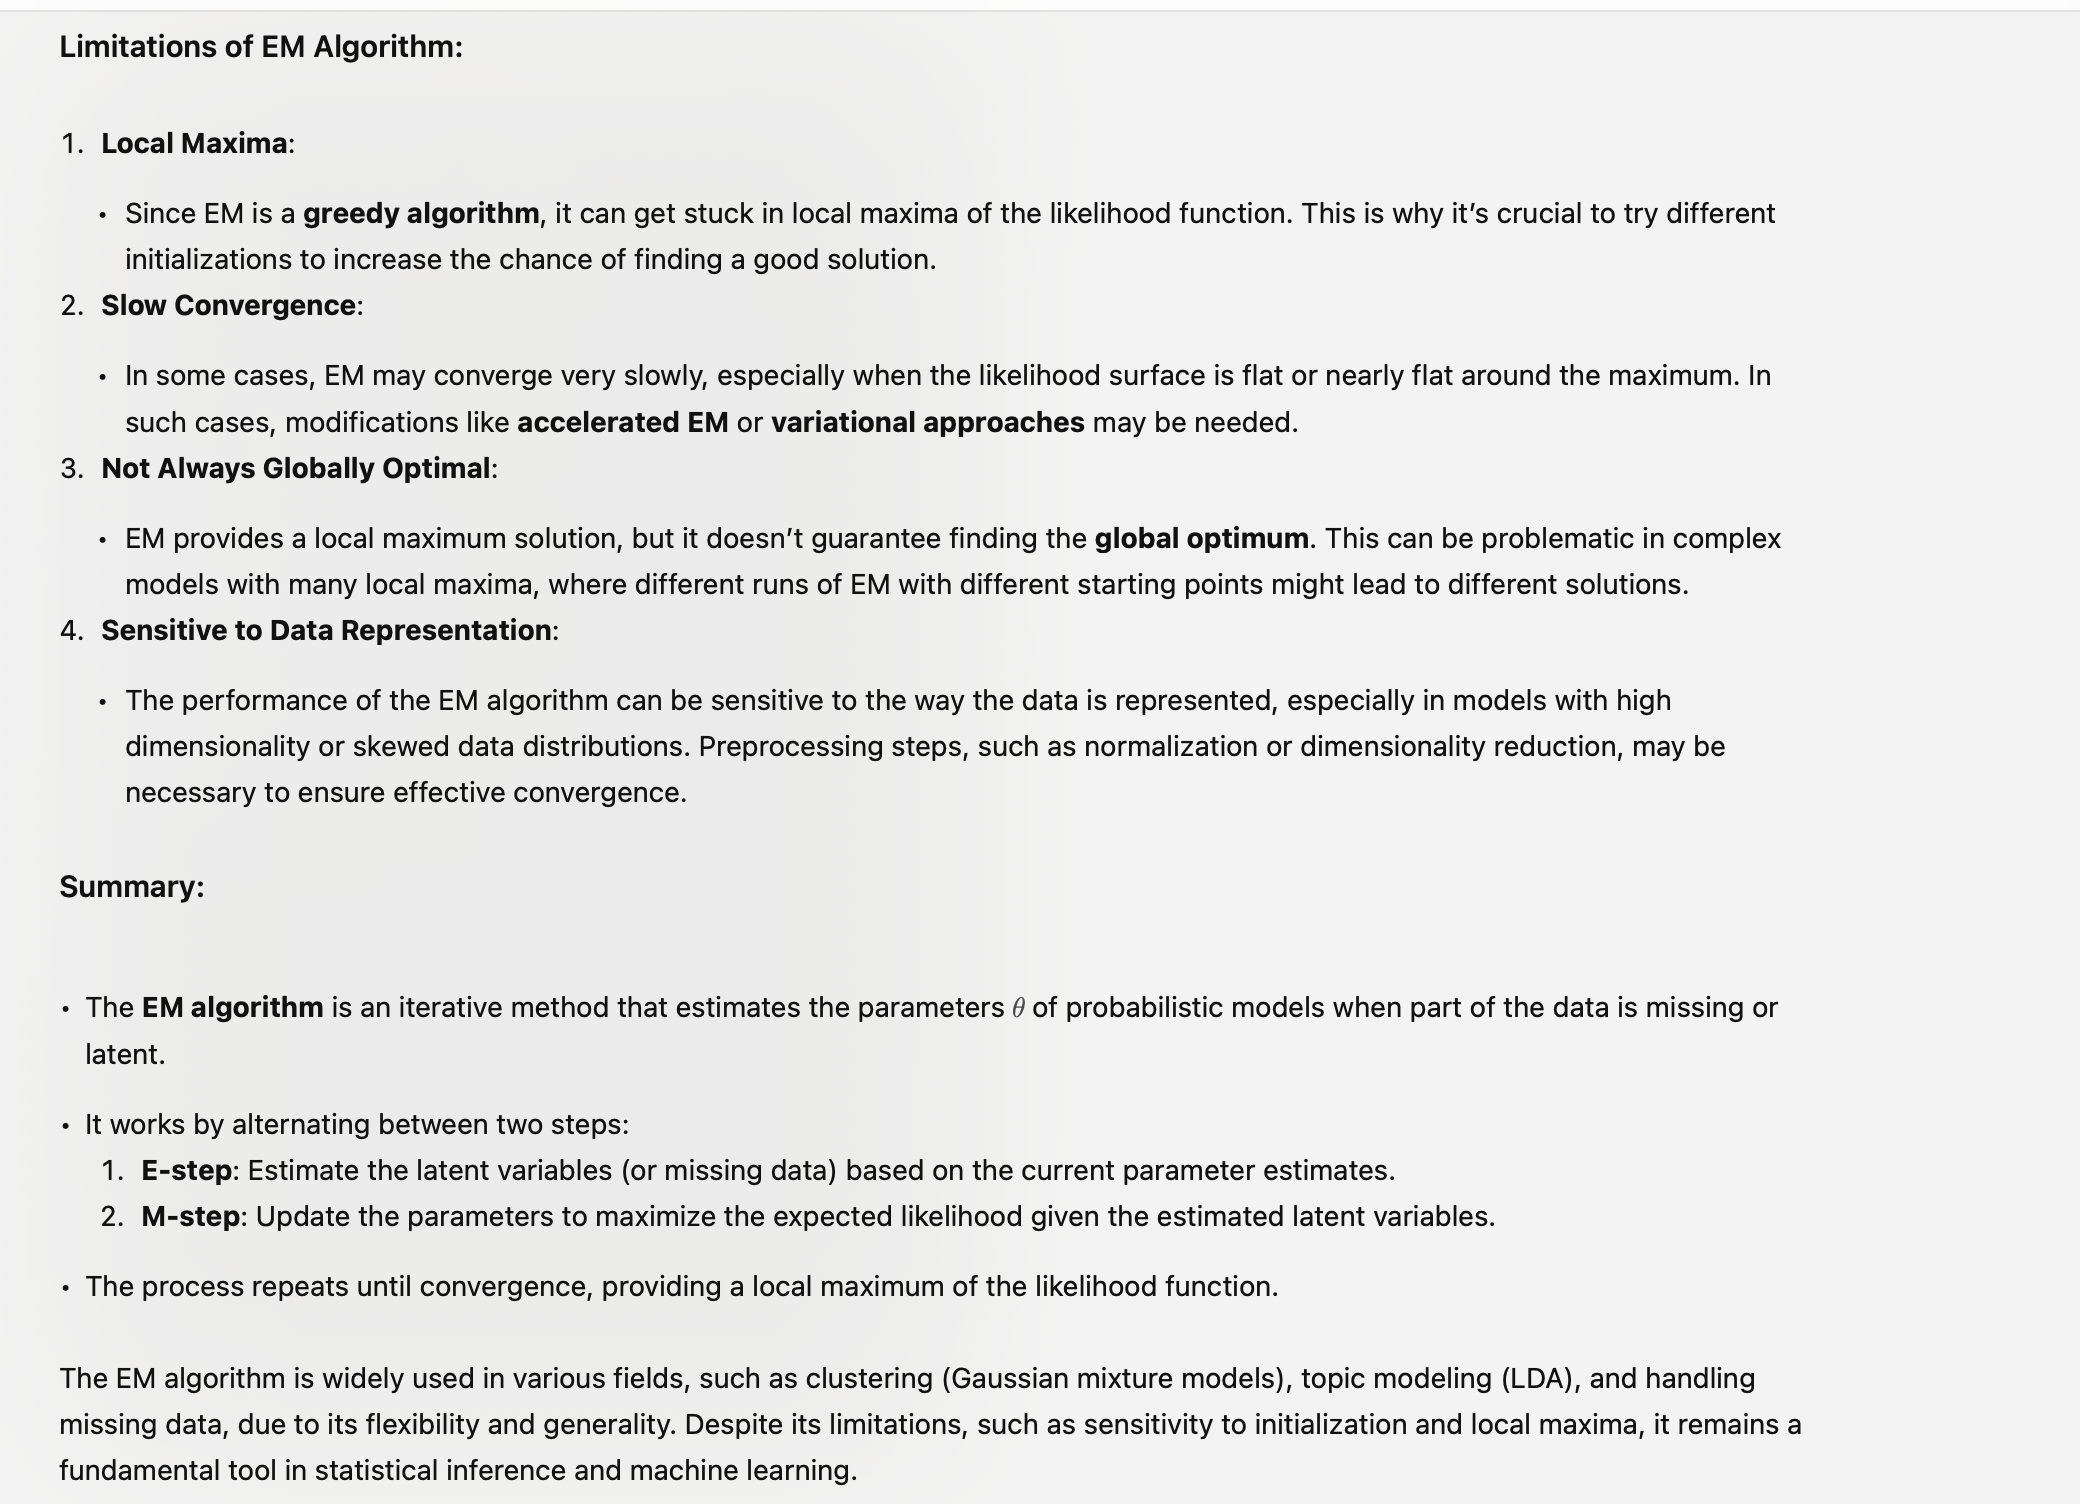 Limitations of EM Algorithm:
1. Local Maxima:
• Since EM is a greedy algorithm, it can get stuck in local maxima of the likelihood function. This is why it’s crucial to try different
initializations to increase the chance of finding a good solution.
2. Slow Convergence:
• In some cases, EM may converge very slowly, especially when the likelihood surface is flat or nearly flat around the maximum. In
such cases, modifications like accelerated EM or variational approaches may be needed.
3. Not Always Globally Optimal:
• EM provides a local maximum solution, but it doesn’t guarantee finding the global optimum. This can be problematic in complex
models with many local maxima, where different runs of EM with different starting points might lead to different solutions.
4. Sensitive to Data Representation:
• The performance of the EM algorithm can be sensitive to the way the data is represented, especially in models with high
dimensionality or skewed data distributions. Preprocessing steps, such as normalization or dimensionality reduction, may be
necessary to ensure effective convergence.
Summary:
• The EM algorithm is an iterative method that estimates the parameters θ of probabilistic models when part of the data is missing or
latent.
• It works by alternating between two steps:
1. E-step: Estimate the latent variables (or missing data) based on the current parameter estimates.
2. M-step: Update the parameters to maximize the expected likelihood given the estimated latent variables.
• The process repeats until convergence, providing a local maximum of the likelihood function.
The EM algorithm is widely used in various fields, such as clustering (Gaussian mixture models), topic modeling (LDA), and handling
missing data, due to its flexibility and generality. Despite its limitations, such as sensitivity to initialization and local maxima, it remains a
fundamental tool in statistical inference and machine learning.